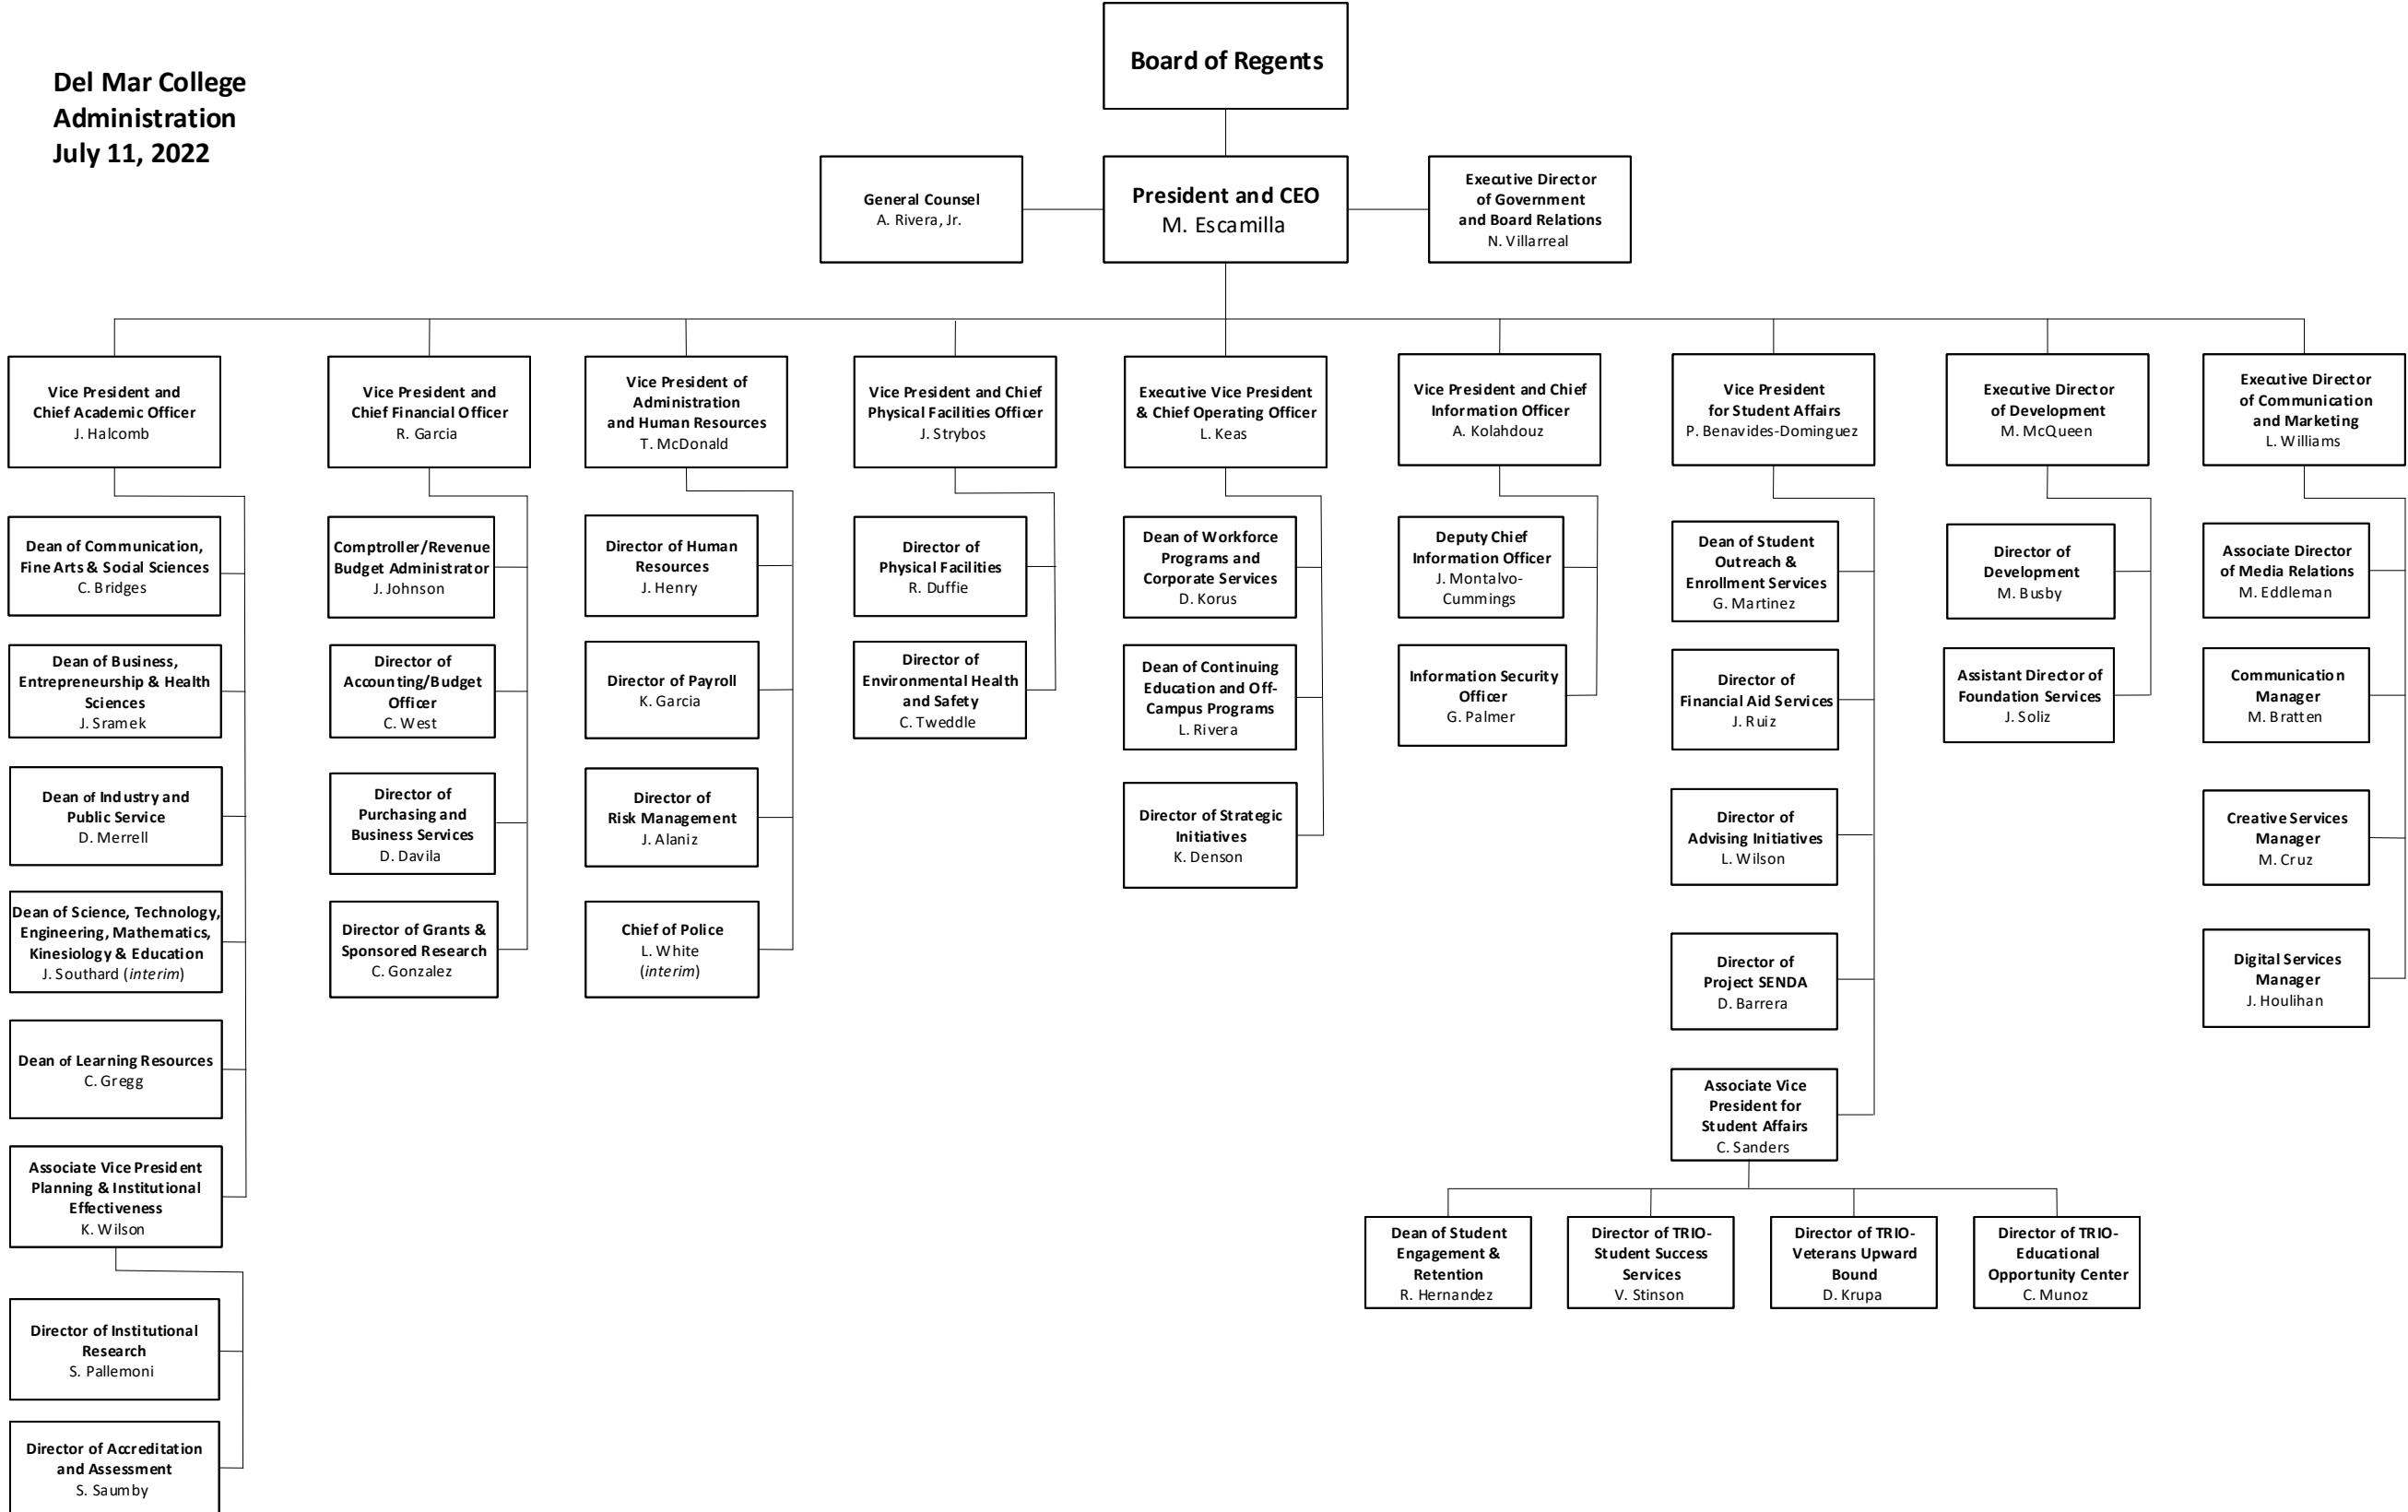 Del Mar College
Administration
July 11, 2022
Board of Regents
General Counsel
A. Rivera, Jr.
President and CEO
M. Escamilla
Executive Director
of Government
and Board Relations
N. Villarreal
Vice President and
Chief Academic Officer
J. Halcomb
Vice President and
Chief Financial Officer
R. Garcia
Vice President of
Administration
and Human Resources
T. McDonald
Vice President and Chief
Physical Facilities Officer
J. Strybos
Executive Vice President
& Chief Operating Officer
L. Keas
Vice President and Chief
Information Officer
A. Kolahdouz
Vice President
for Student Affairs
P. Benavides-Dominguez
Executive Director
of Development
M. McQueen
Executive Director
of Communication
and Marketing
L. Williams
Dean of Communication,
Fine Arts & Social Sciences
C. Bridges
Dean of Business,
Entrepreneurship & Health
Sciences
J. Sramek
Dean of Industry and
Public Service
D. Merrell
Dean of Science, Technology,
Engineering, Mathematics,
Kinesiology & Education
J. Southard (interim)
Dean of Learning Resources
C. Gregg
Associate Vice President
Planning & Institutional
Effectiveness
K. Wilson
Director of Institutional
Research
S. Pallemoni
Director of Accreditation
and Assessment
S. Saumby
Comptroller/Revenue
Budget Administrator
J. Johnson
Director of
Accounting/Budget
Officer
C. West
Director of
Purchasing and
Business Services
D. Davila
Director of Grants &
Sponsored Research
C. Gonzalez
Director of Human
Resources
J. Henry
Director of Payroll
K. Garcia
Director of
Risk Management
J. Alaniz
Chief of Police
L. White
(interim)
Director of
Physical Facilities
R. Duffie
Director of
Environmental Health
and Safety
C. Tweddle
Dean of Workforce
Programs and
Corporate Services
D. Korus
Dean of Continuing
Education and Off-
Campus Programs
L. Rivera
Director of Strategic
Initiatives
K. Denson
Deputy Chief
Information Officer
J. Montalvo-
Cummings
Information Security
Officer
G. Palmer
Dean of Student
Outreach &
Enrollment Services
G. Martinez
Director of
Financial Aid Services
J. Ruiz
Director of
Advising Initiatives
L. Wilson
Director of
Project SENDA
D. Barrera
Associate Vice
President for
Student Affairs
C. Sanders
Dean of Student
Engagement &
Retention
R. Hernandez
Director of TRIO-
Student Success
Services
V. Stinson
Director of TRIO-
Veterans Upward
Bound
D. Krupa
Director of TRIO-
Educational
Opportunity Center
C. Munoz
Director of
Development
M. Busby
Assistant Director of
Foundation Services
J. Soliz
Associate Director
of Media Relations
M. Eddleman
Communication
Manager
M. Bratten
Creative Services
Manager
M. Cruz
Digital Services
Manager
J. Houlihan